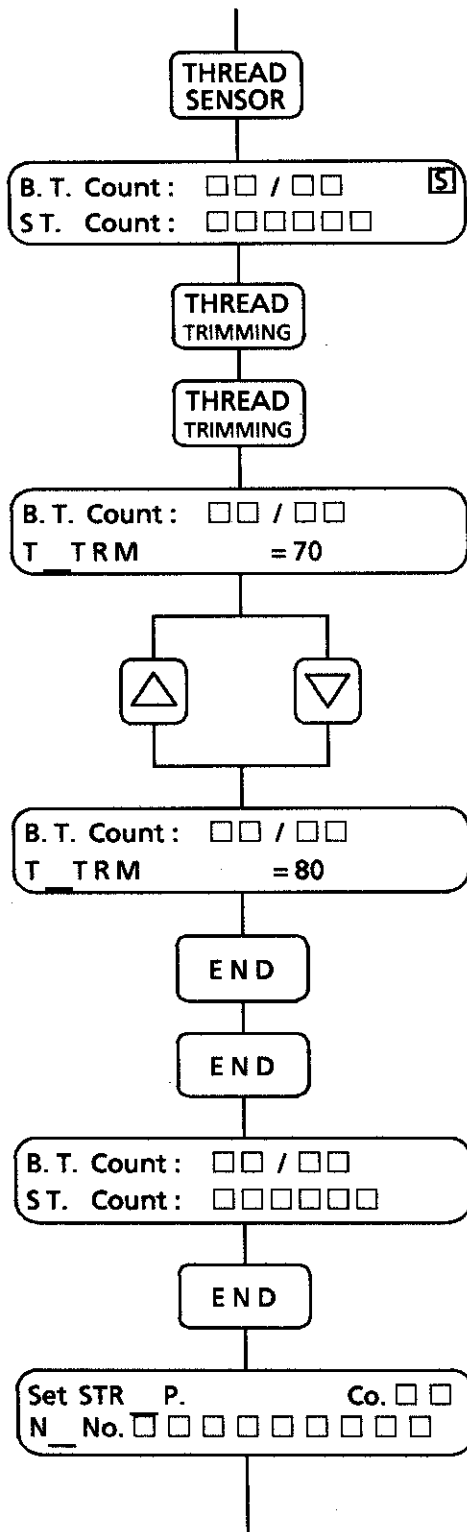 THREAD
SENSOR
B. T. Count: □□ / □□ S
ST. Count: □□□□□□
THREAD
TRIMMING
THREAD
TRIMMING
B. T. Count: □□ / □□
T_TRM =70
△ ▽
B. T. Count: □□ / □□
T_TRM =80
END
END
B. T. Count: □□ / □□
ST. Count: □□□□□□
END
Set STR_P. Co. □□
N_No. □□□□□□□□□